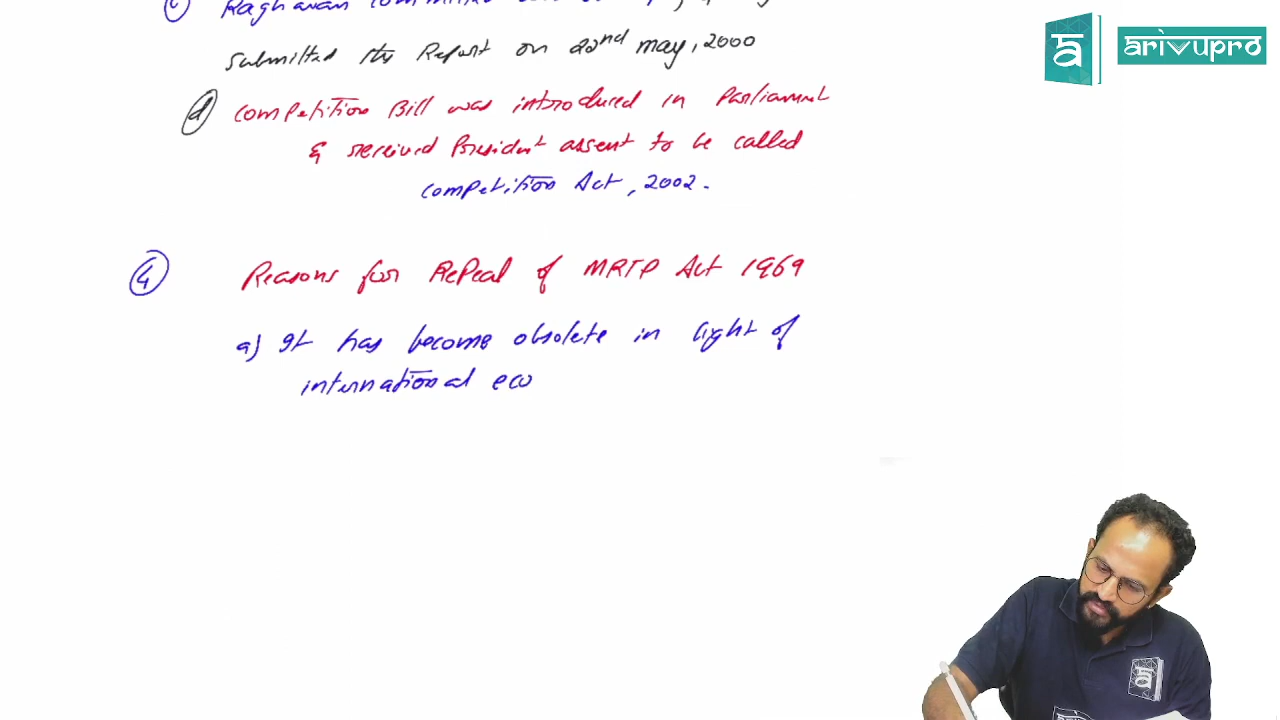 c Raghavan
submitted the Report on 22nd may, 2000
d competition Bill was introduced in Parliament
& received President assent to be called
competition Act, 2002.
4 Reasons for Repeal of MRTP Act 1969
a) It has become obsolete in light of
international eco
arivupro